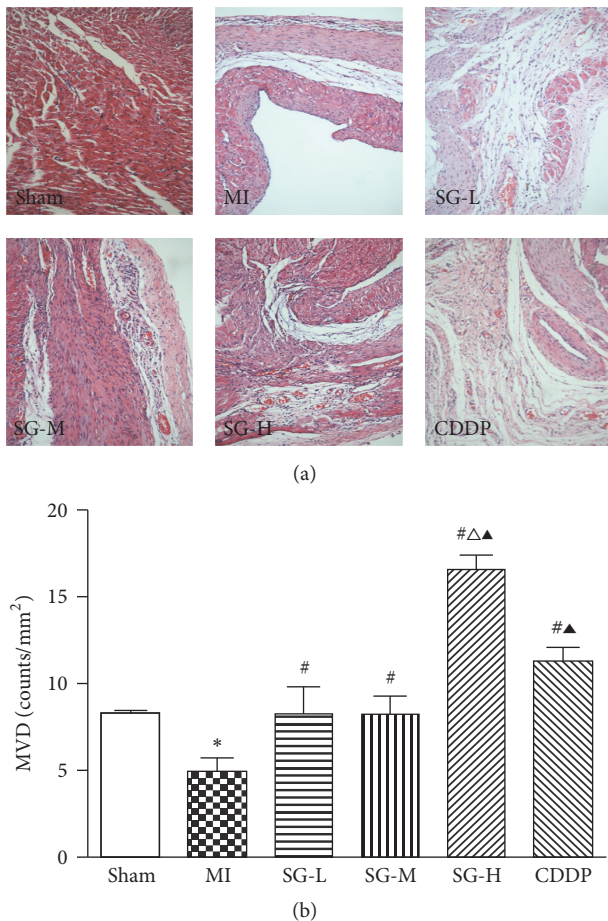 Sham MI SG-L
SG-M SG-H CDDP
(a)
20
15
10
5
0
MVD (counts/mm²)
*
#
#
#△▲
#▲
Sham MI SG-L SG-M SG-H CDDP
(b)